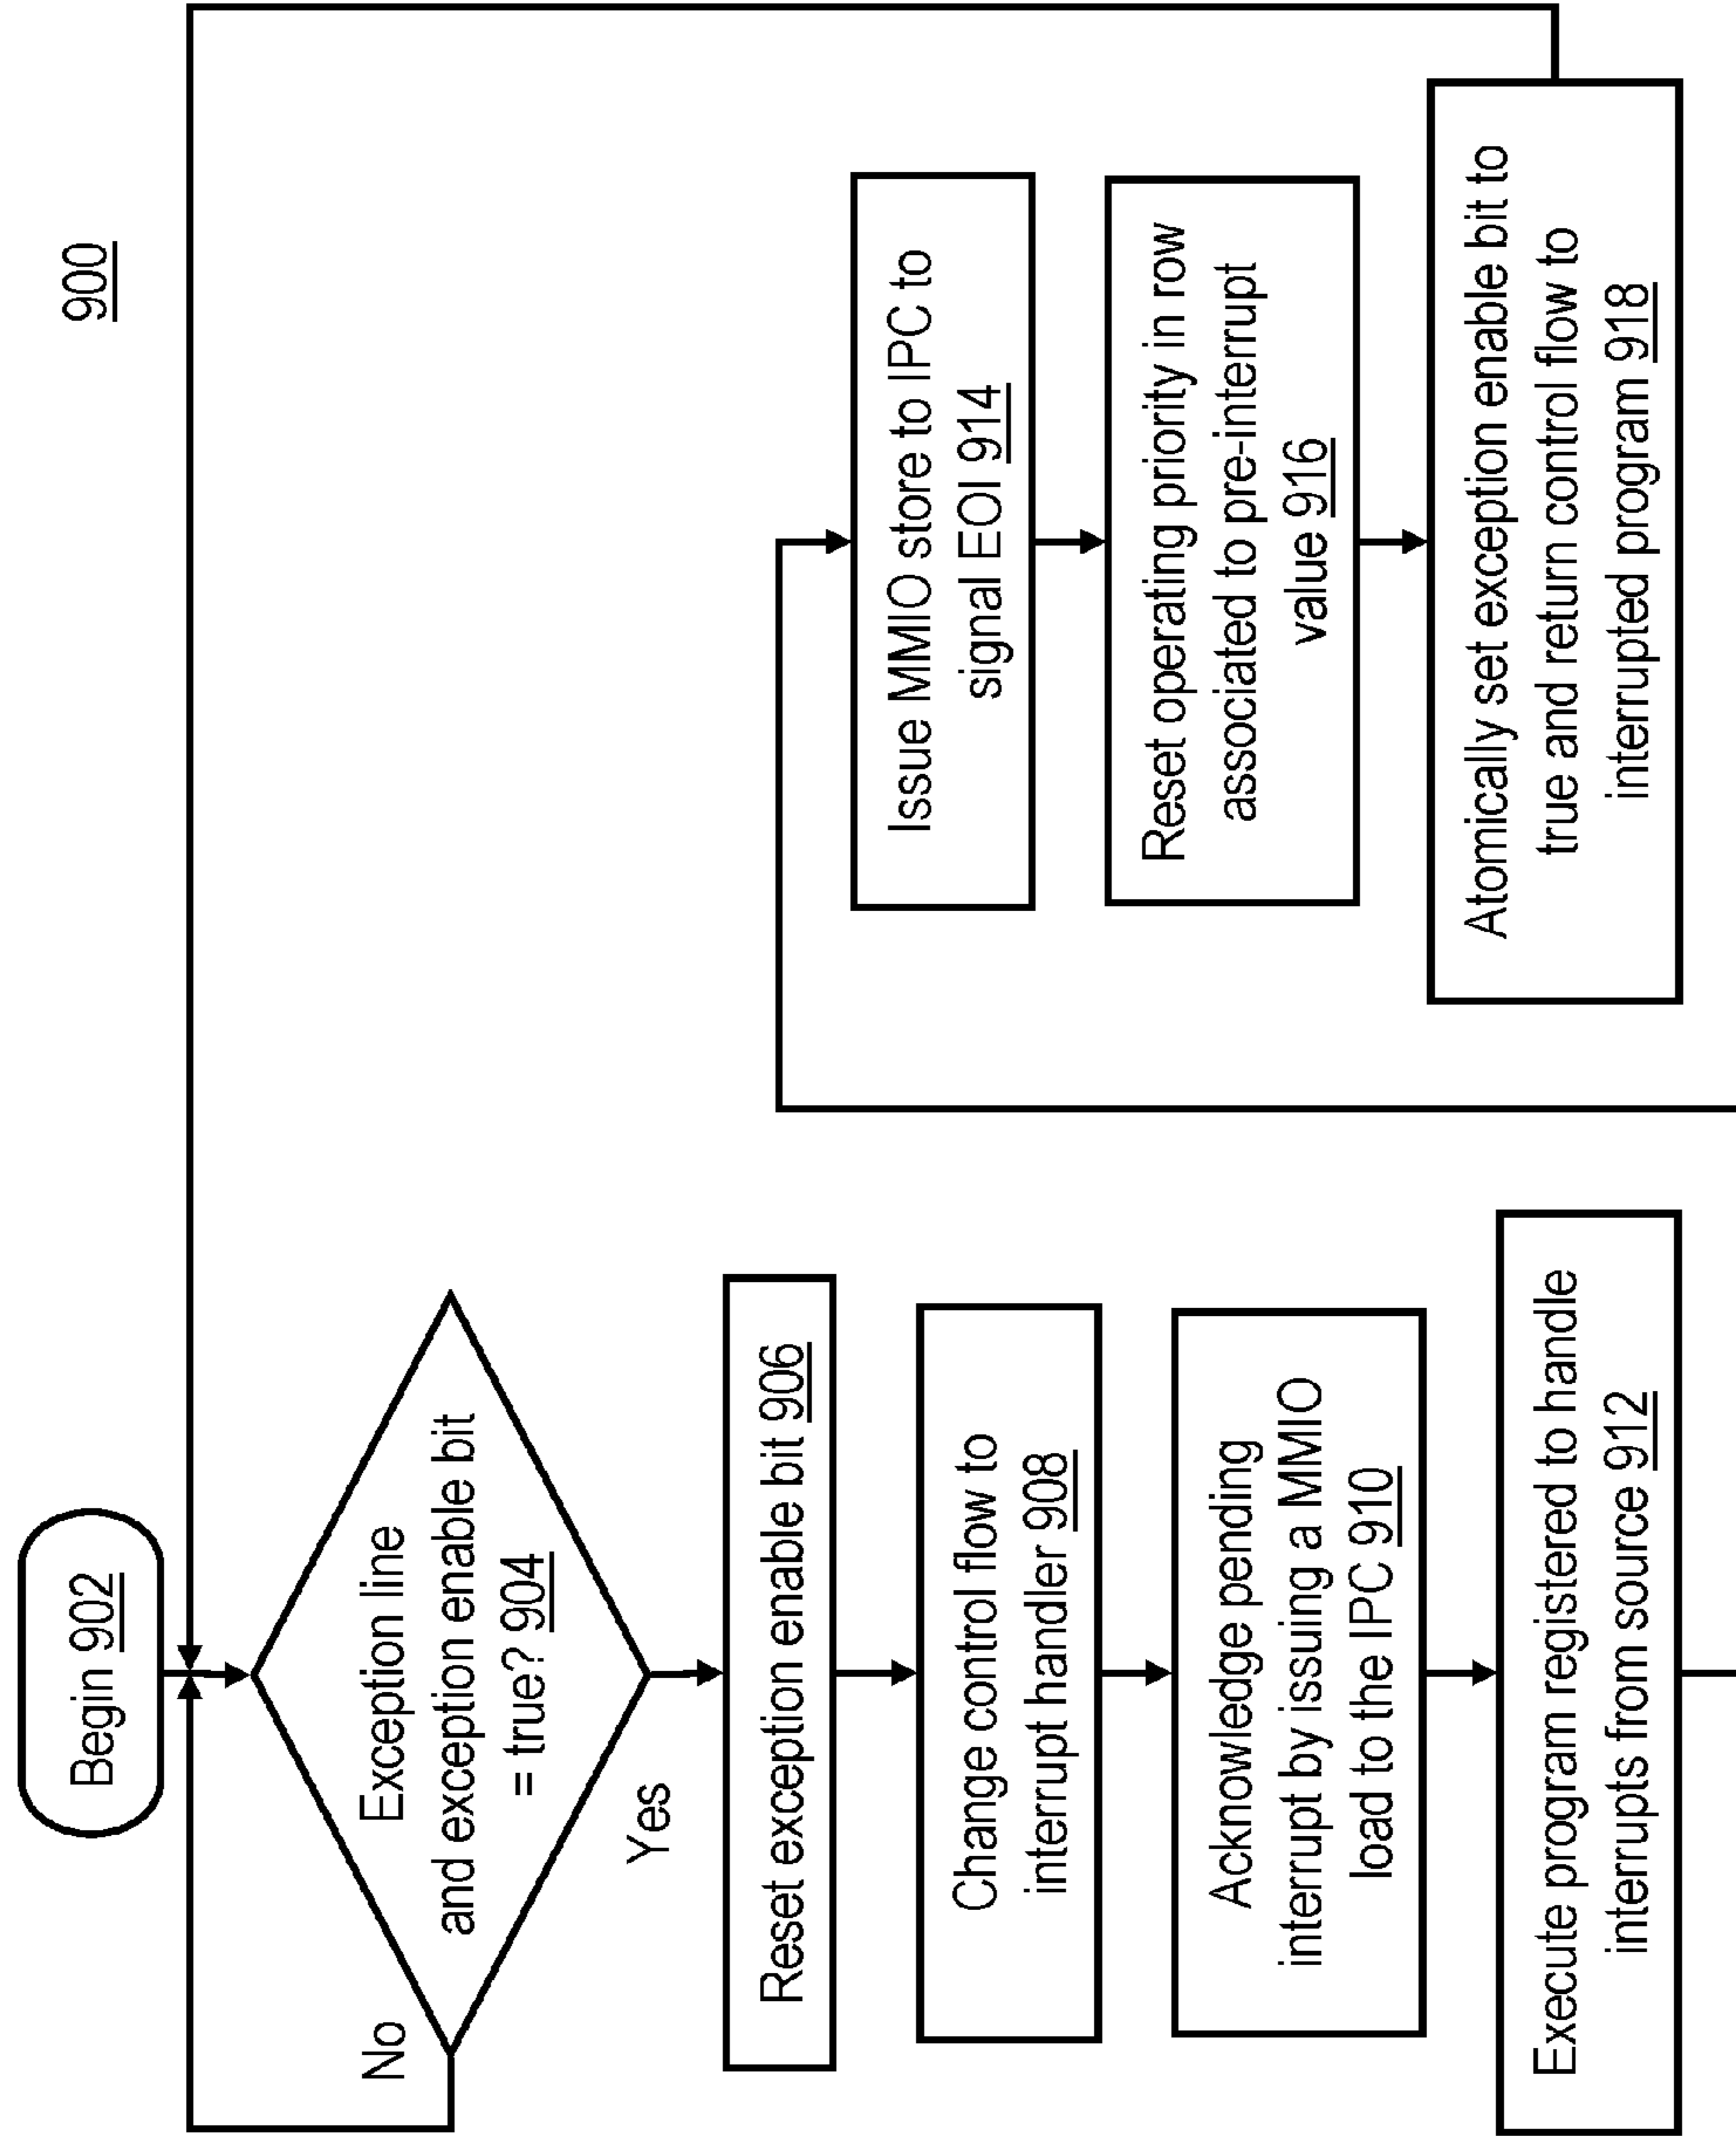 900
Begin 902
Exception line
and exception enable bit
= true? 904
No
Yes
Reset exception enable bit 906
Change control flow to
interrupt handler 908
Acknowledge pending
interrupt by issuing a MMIO
load to the IPC 910
Execute program registered to handle
interrupts from source 912
Issue MMIO store to IPC to
signal EOI 914
Reset operating priority in row
associated to pre-interrupt
value 916
Atomically set exception enable bit to
true and return control flow to
interrupted program 918